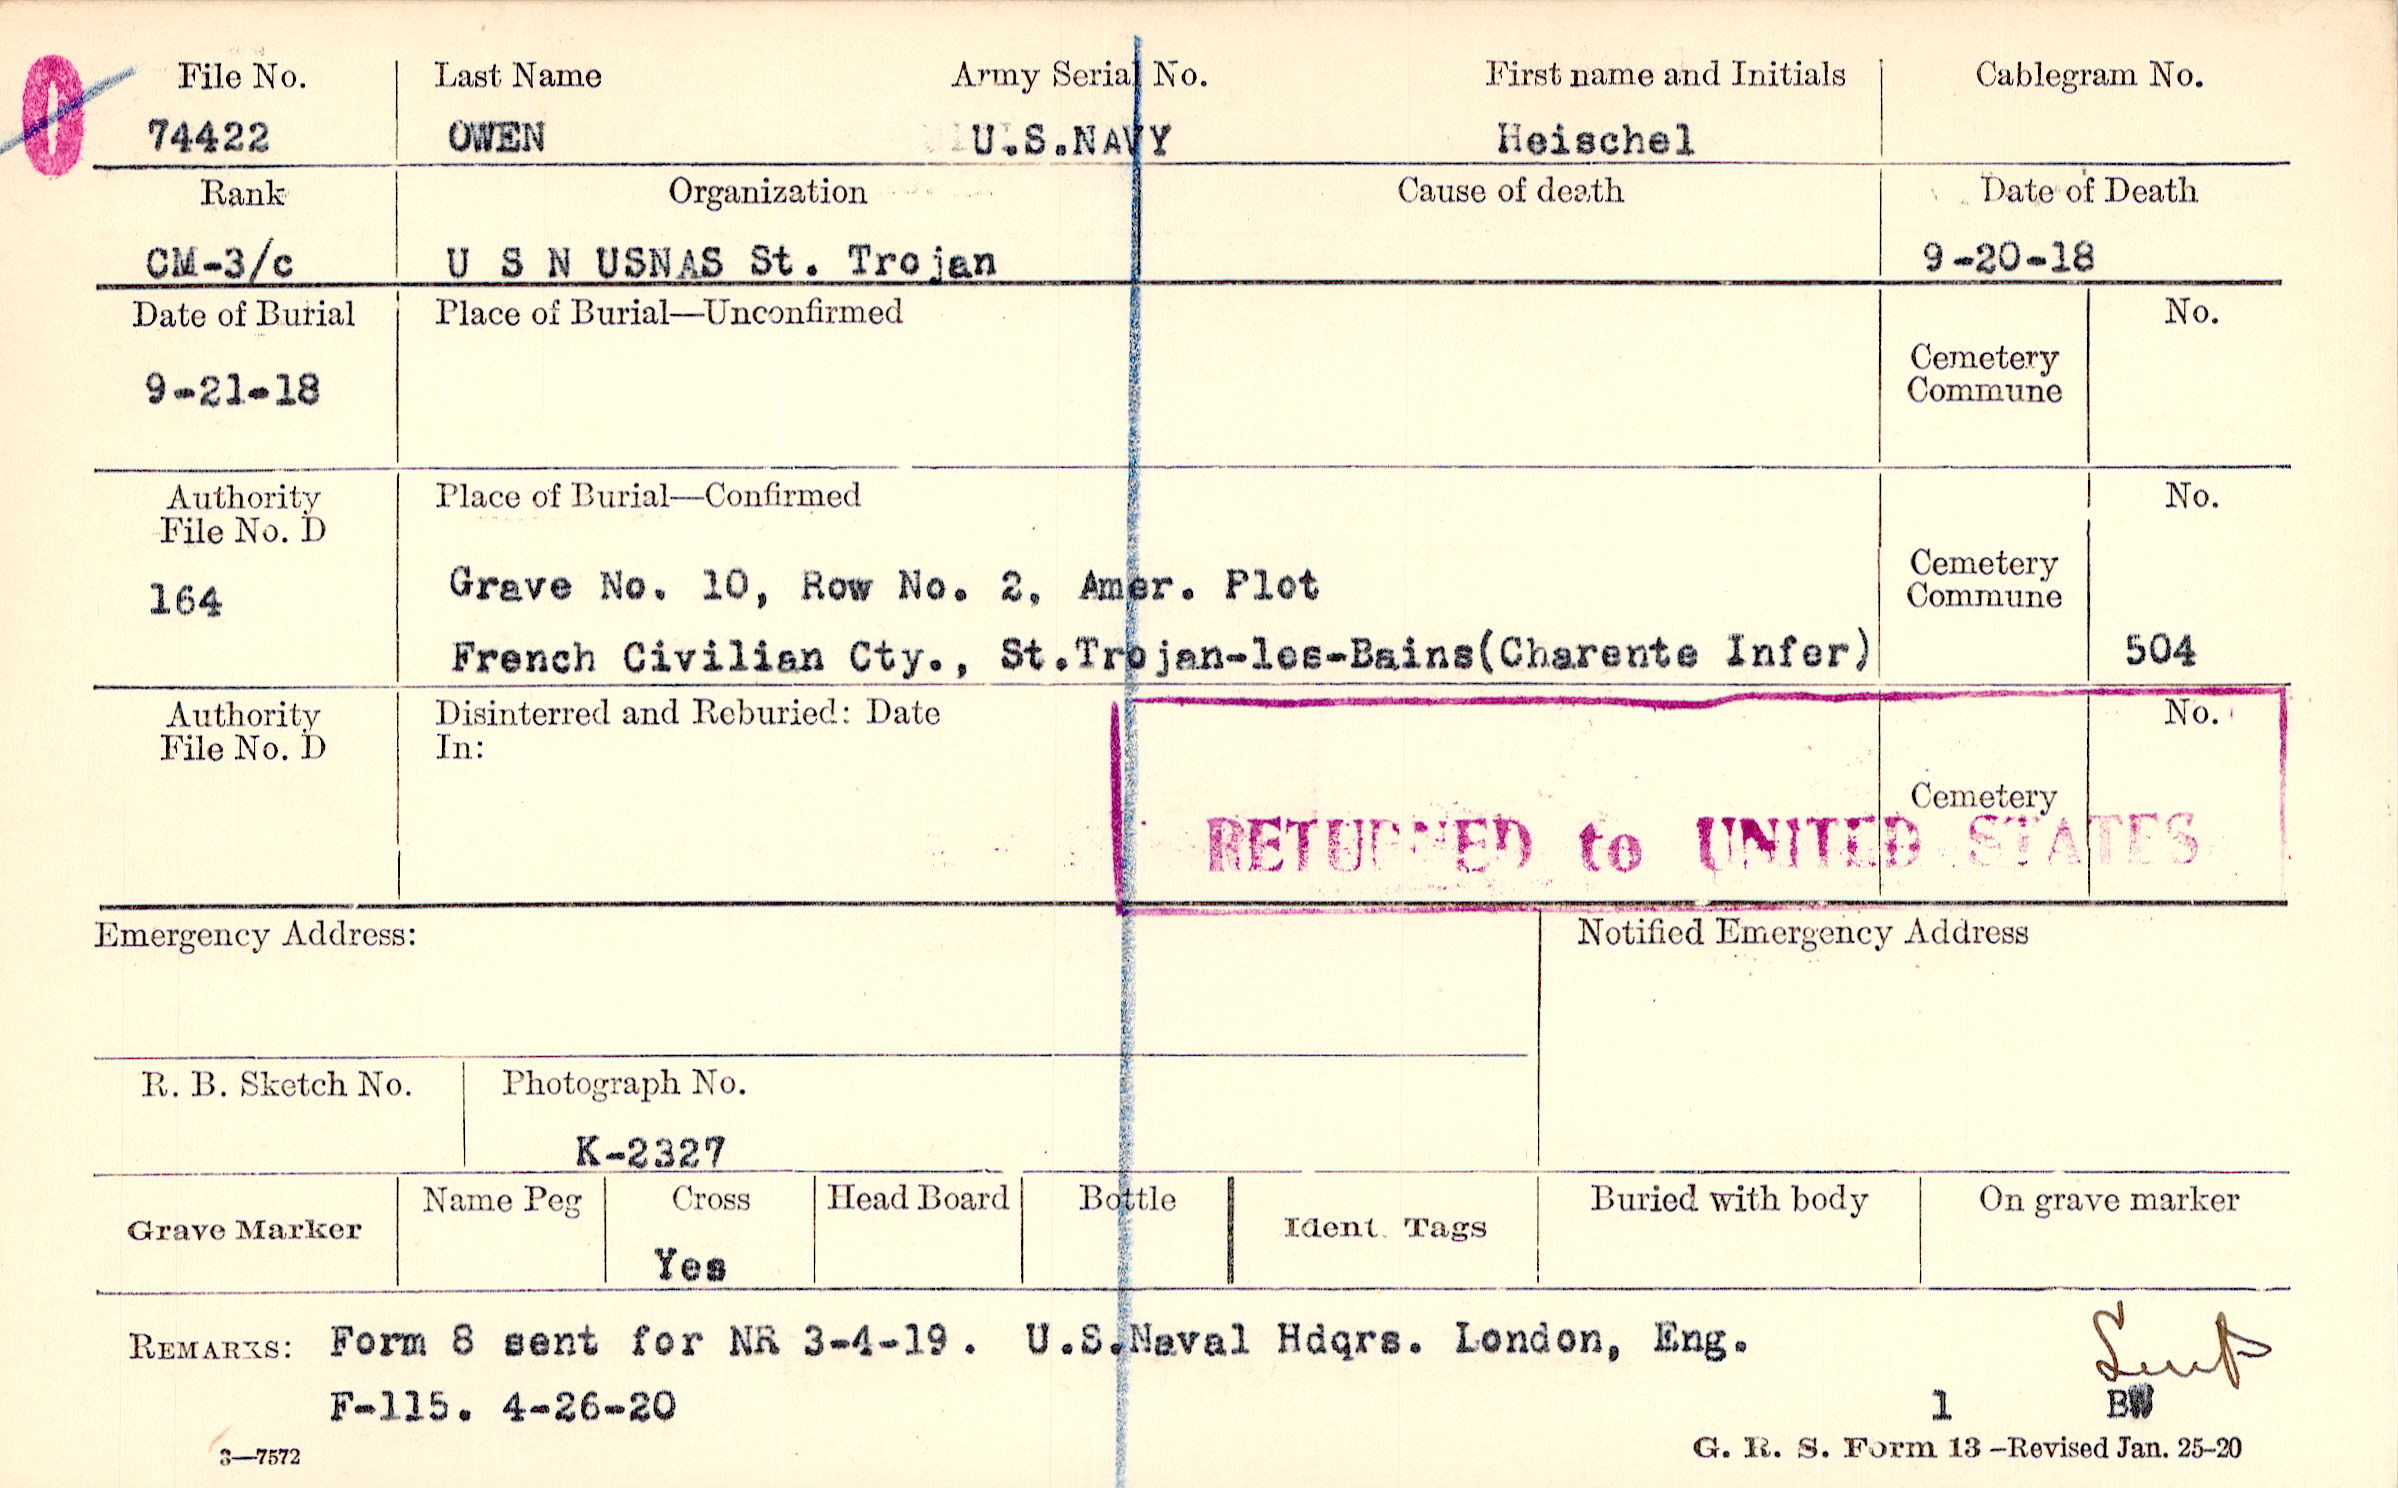 File No. Last Name Army Serial No. First name and Initials Cablegram No.
74422 OWEN U.S.NAVY Heischel
Rank Organization Cause of death Date of Death
CM-3/c U S N USNAS St. Trojan 9-20-18
Date of Burial Place of Burial—Unconfirmed No.
Cemetery
Commune
9-21-18
Authority Place of Burial—Confirmed No.
File No. D
Cemetery
Commune
164 Grave No. 10, Row No. 2, Amer. Plot
French Civilian Cty., St.Trojan-les-Bains(Charente Infer) 504
Authority Disinterred and Reburied: Date No.
File No. D In:
Cemetery
RETURNED to UNITED STATES
Emergency Address: Notified Emergency Address
R. B. Sketch No. Photograph No.
K-2327
Name Peg Cross Head Board Bottle Buried with body On grave marker
Grave Marker Ident. Tags
Yes
REMARKS: Form 8 sent for NR 3-4-19. U.S.Naval Hdqrs. London, Eng.
F-115. 4-26-20 1 BW
3—7572 G. R. S. Form 13—Revised Jan. 25-20